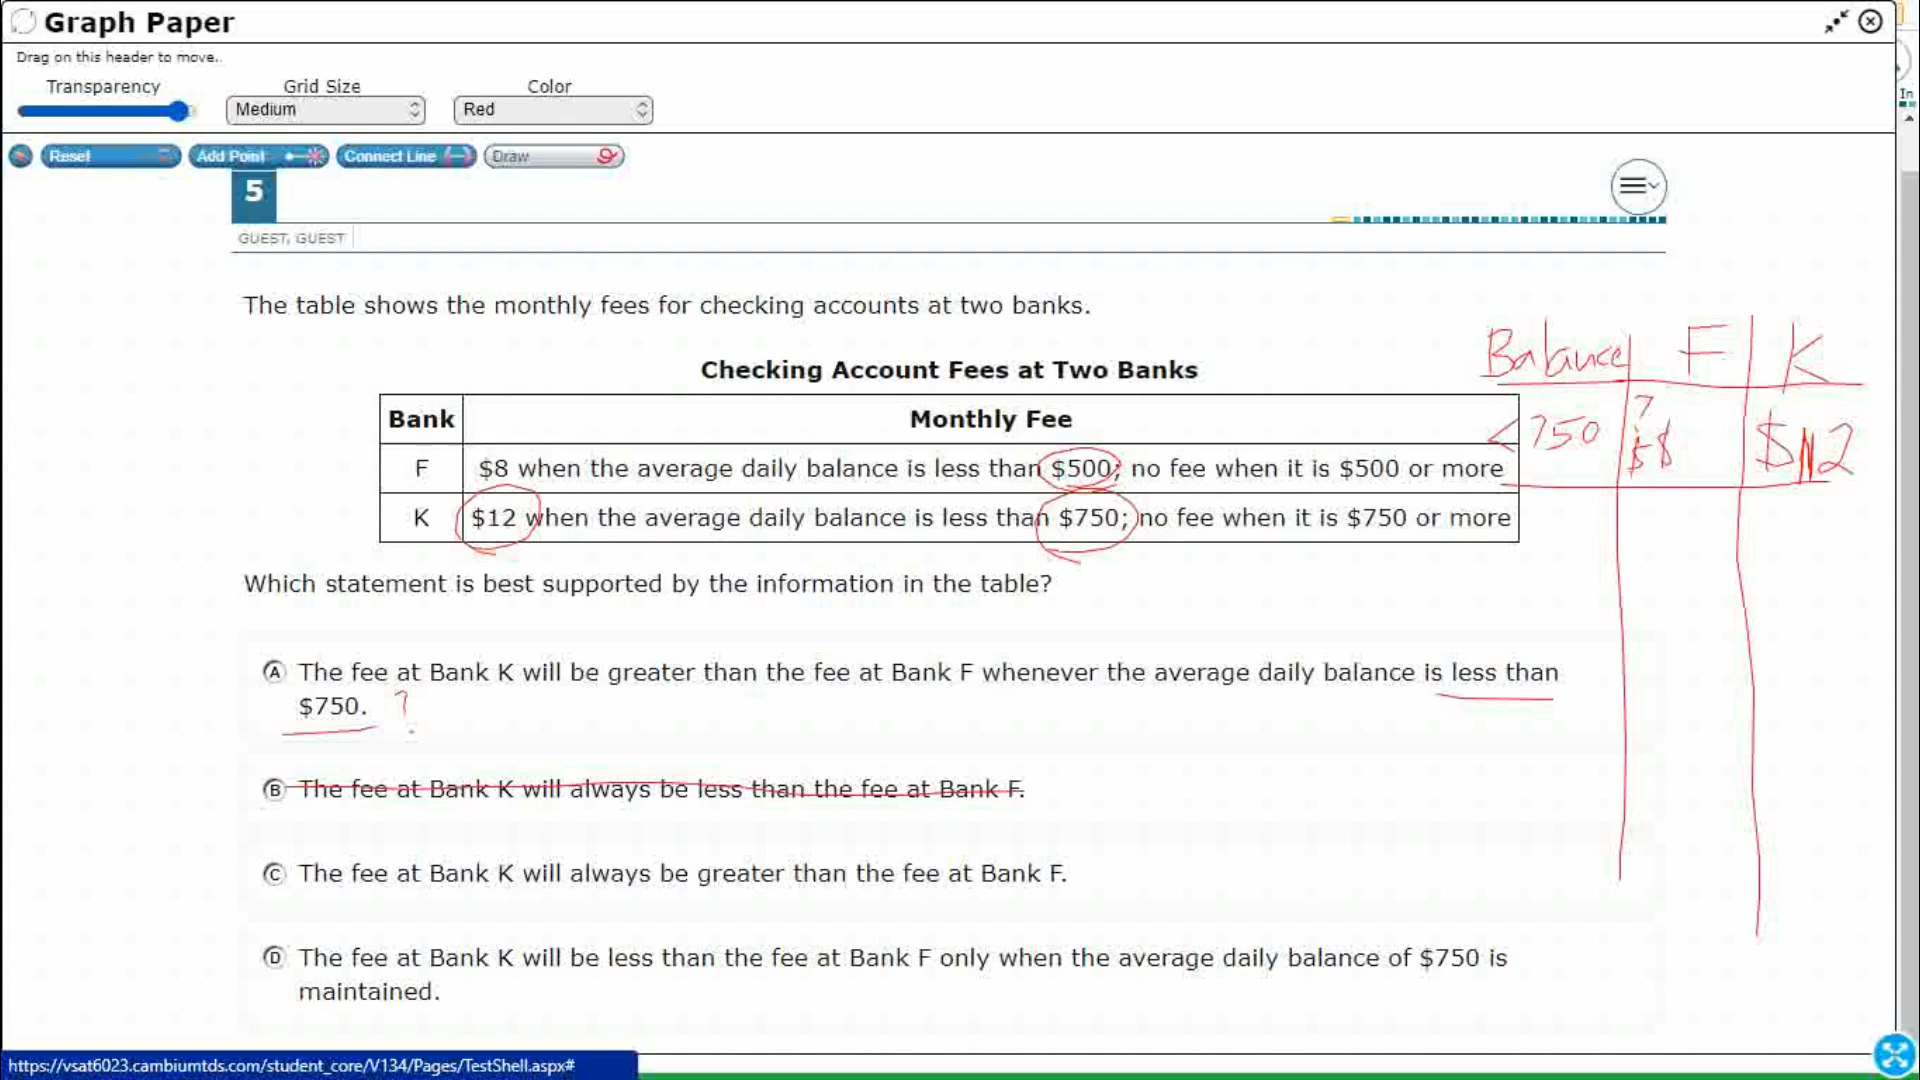 Graph Paper
Drag on this header to move..
Transparency Grid Size Color
Medium Red
Reset Add Point Connect Line Draw
5
GUEST, GUEST
In
The table shows the monthly fees for checking accounts at two banks.
Checking Account Fees at Two Banks
Bank Monthly Fee
F $8 when the average daily balance is less than $500; no fee when it is $500 or more
K $12 when the average daily balance is less than $750; no fee when it is $750 or more
Balance F K
< 750 ? $8 $12
Which statement is best supported by the information in the table?
A The fee at Bank K will be greater than the fee at Bank F whenever the average daily balance is less than
$750. ?
B The fee at Bank K will always be less than the fee at Bank F.
C The fee at Bank K will always be greater than the fee at Bank F.
D The fee at Bank K will be less than the fee at Bank F only when the average daily balance of $750 is
maintained.
https://vsat6023.cambiumtds.com/student_core/V134/Pages/TestShell.aspx#